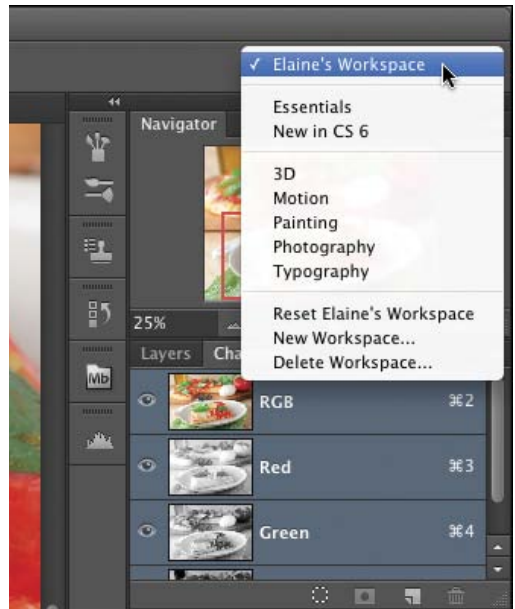 ✓ Elaine's Workspace
Essentials
New in CS 6
3D
Motion
Painting
Photography
Typography
Reset Elaine's Workspace
New Workspace...
Delete Workspace...
Navigator
25%
Layers
Mb
RGB ⌘2
Red ⌘3
Green ⌘4